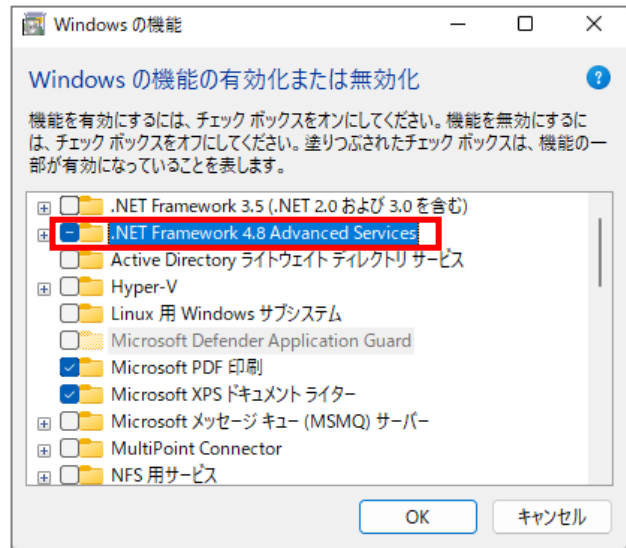 Windows の機能
Windows の機能の有効化または無効化
?
機能を有効にするには、チェック ボックスをオンにしてください。機能を無効にするに
は、チェック ボックスをオフにしてください。塗りつぶされたチェック ボックスは、機能の一
部が有効になっていることを表します。
.NET Framework 3.5 (.NET 2.0 および 3.0 を含む)
.NET Framework 4.8 Advanced Services
Active Directory ライトウェイト ディレクトリ サービス
Hyper-V
Linux 用 Windows サブシステム
Microsoft Defender Application Guard
Microsoft PDF 印刷
Microsoft XPS ドキュメント ライター
Microsoft メッセージ キュー (MSMQ) サーバー
MultiPoint Connector
NFS 用サービス
OK キャンセル